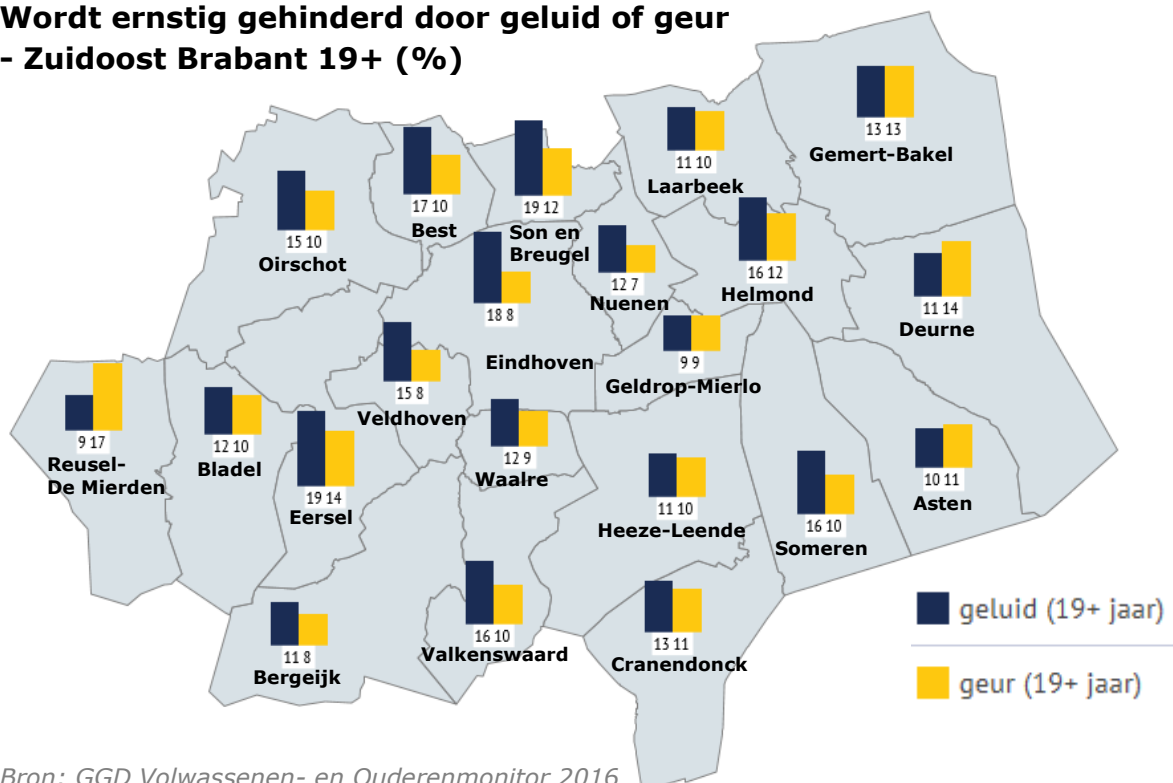 Wordt ernstig gehinderd door geluid of geur
- Zuidoost Brabant 19+ (%)
13 13
Gemert-Bakel
11 10
Laarbeek
17 10
Best
19 12
Son en
Breugel
15 10
Oirschot
12 7
Nuenen
16 12
Helmond
11 14
Deurne
18 8
Eindhoven
9 9
Geldrop-Mierlo
15 8
Veldhoven
9 17
Reusel-
De Mierden
12 10
Bladel
19 14
Eersel
12 9
Waalre
11 10
Heeze-Leende
16 10
Someren
10 11
Asten
11 8
Bergeijk
16 10
Valkenswaard
13 11
Cranendonck
geluid (19+ jaar)
geur (19+ jaar)
Bron: GGD Volwassenen- en Ouderenmonitor 2016